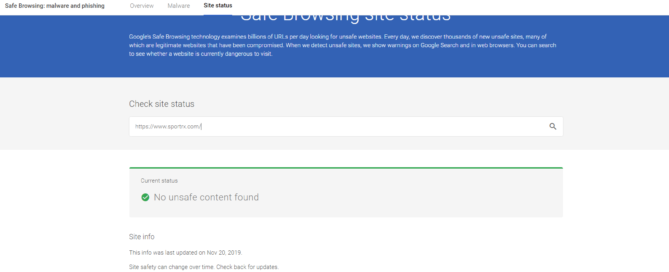 Safe Browsing: malware and phishing Overview Malware Site status
Safe Browsing site status
Google's Safe Browsing technology examines billions of URLs per day looking for unsafe websites. Every day, we discover thousands of new unsafe sites, many of
which are legitimate websites that have been compromised. When we detect unsafe sites, we show warnings on Google Search and in web browsers. You can search
to see whether a website is currently dangerous to visit.
Check site status
https://www.sportrx.com/
Current status
No unsafe content found
Site info
This info was last updated on Nov 20, 2019.
Site safety can change over time. Check back for updates.